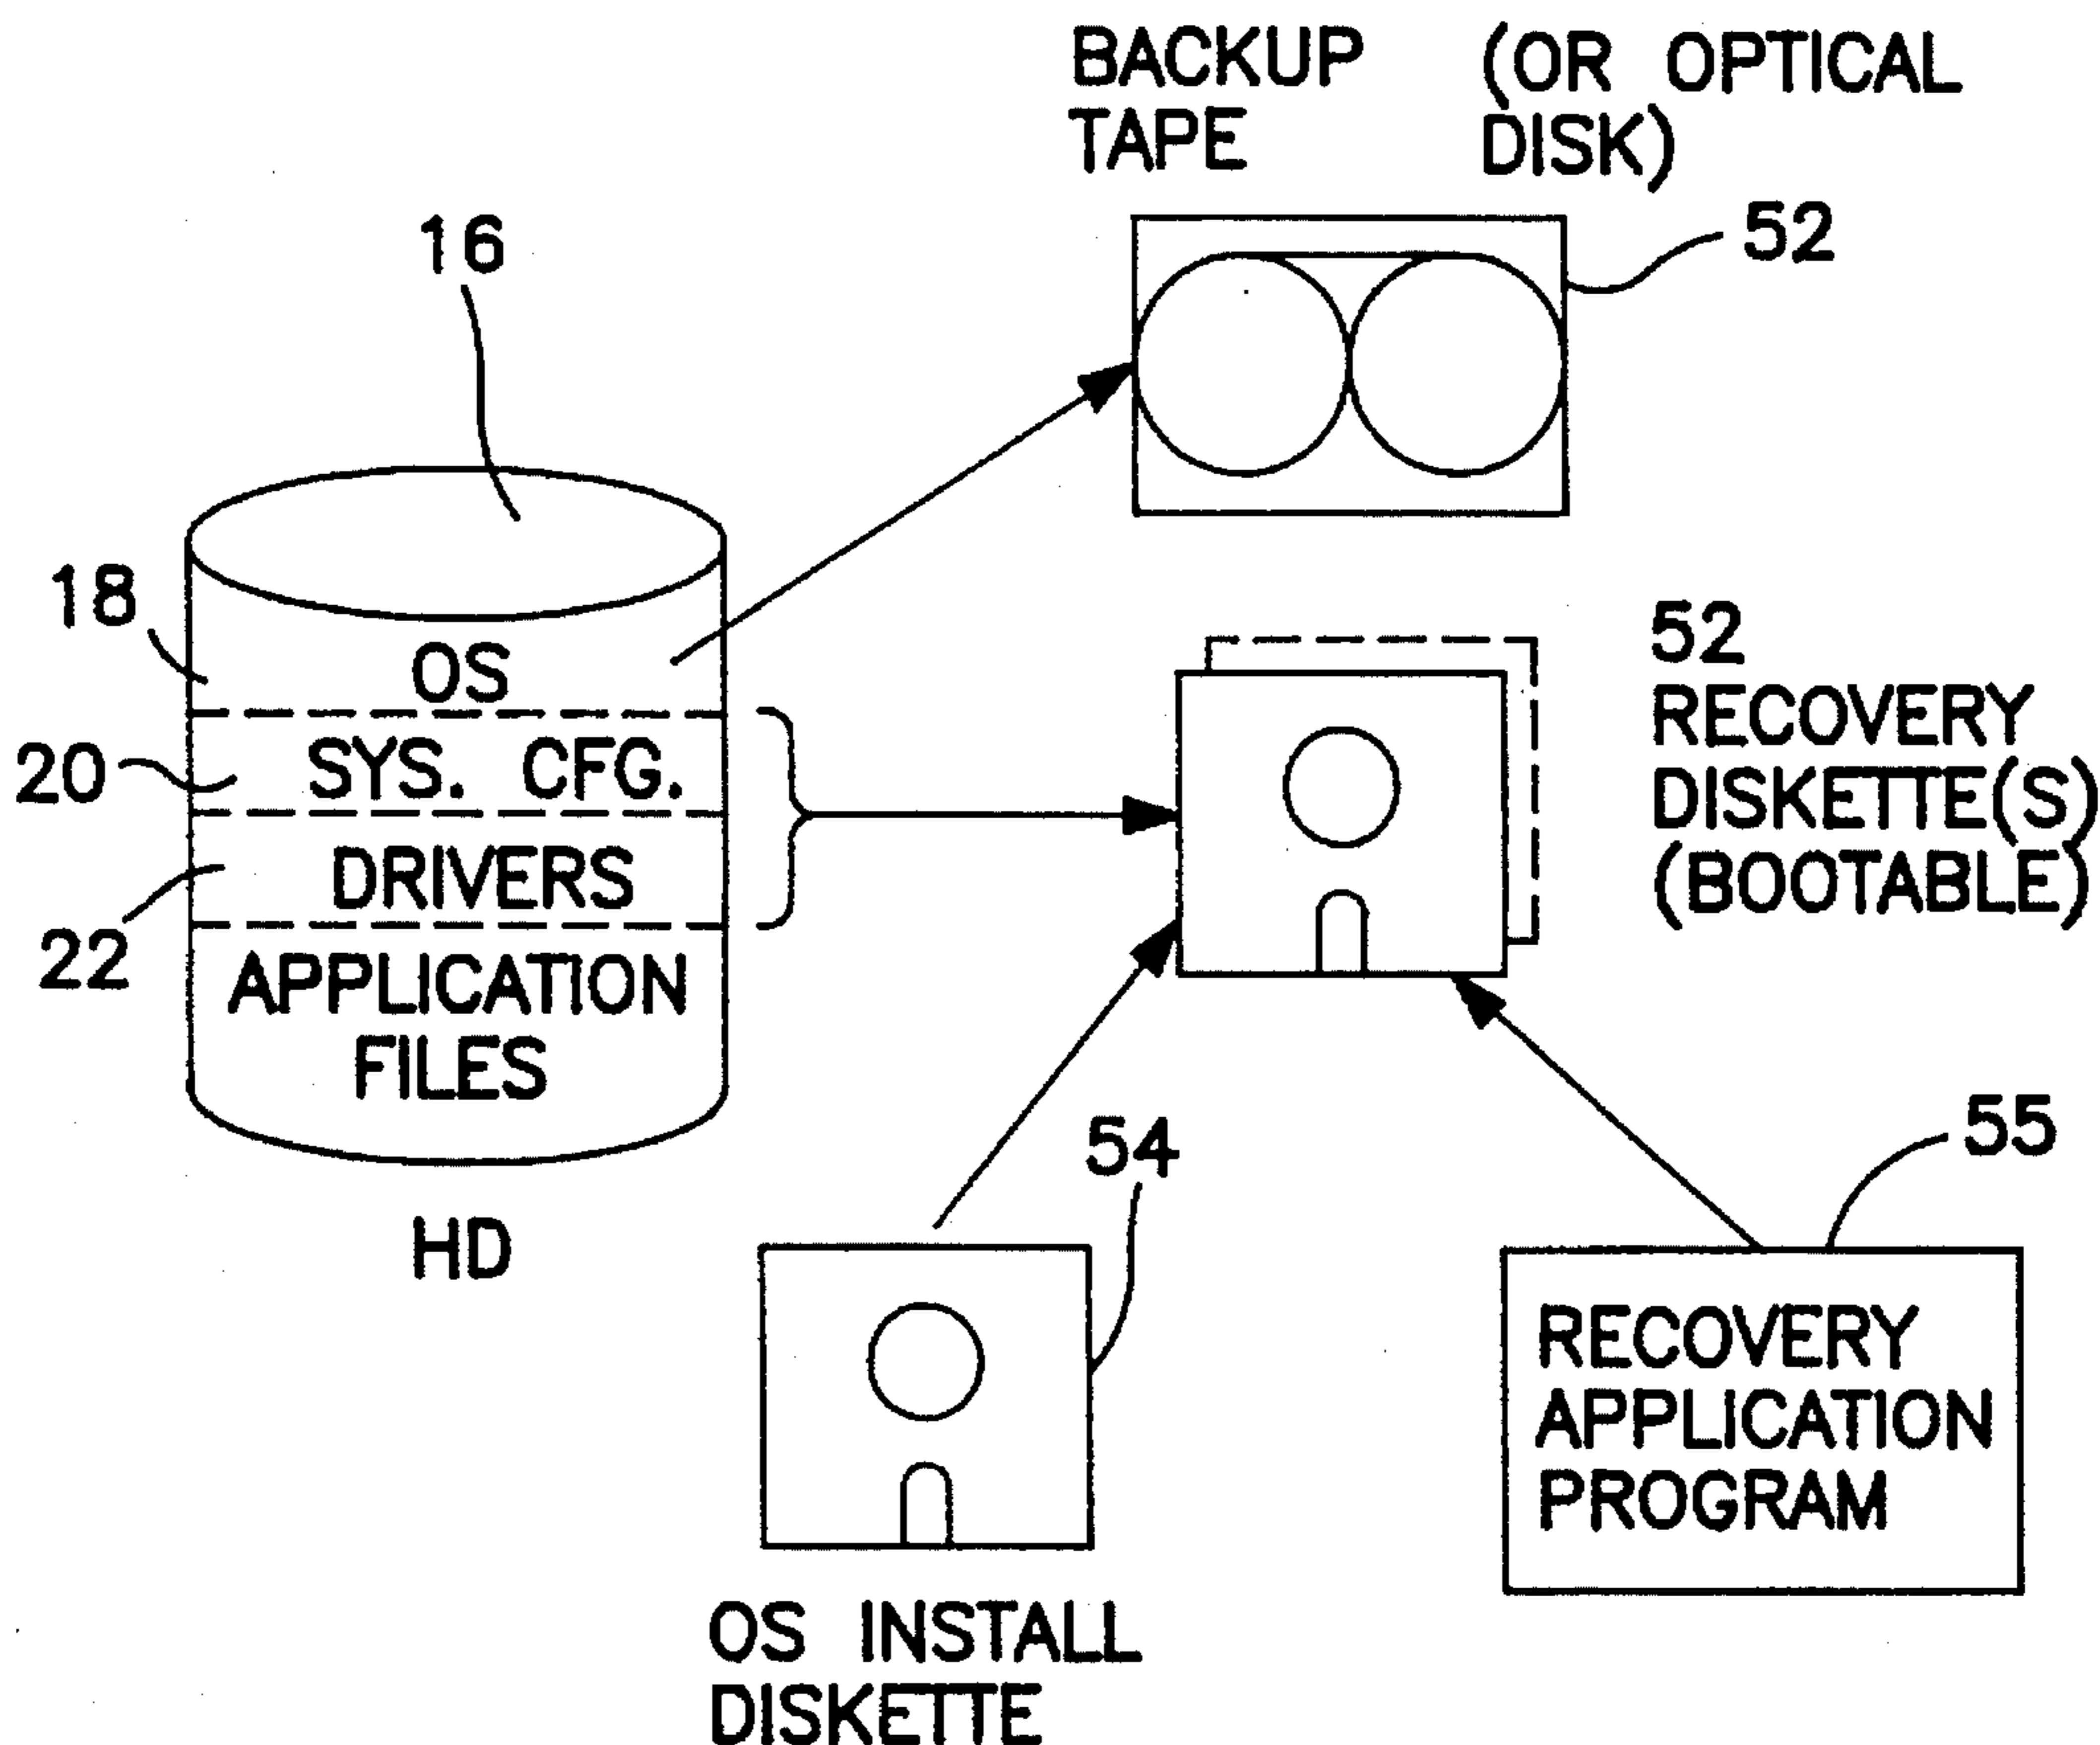 BACKUP (OR OPTICAL
TAPE DISK)
52
16
18
OS
20
SYS. CFG.
22
DRIVERS
APPLICATION
FILES
HD
52
RECOVERY
DISKETTE(S)
(BOOTABLE)
54
OS INSTALL
DISKETTE
55
RECOVERY
APPLICATION
PROGRAM